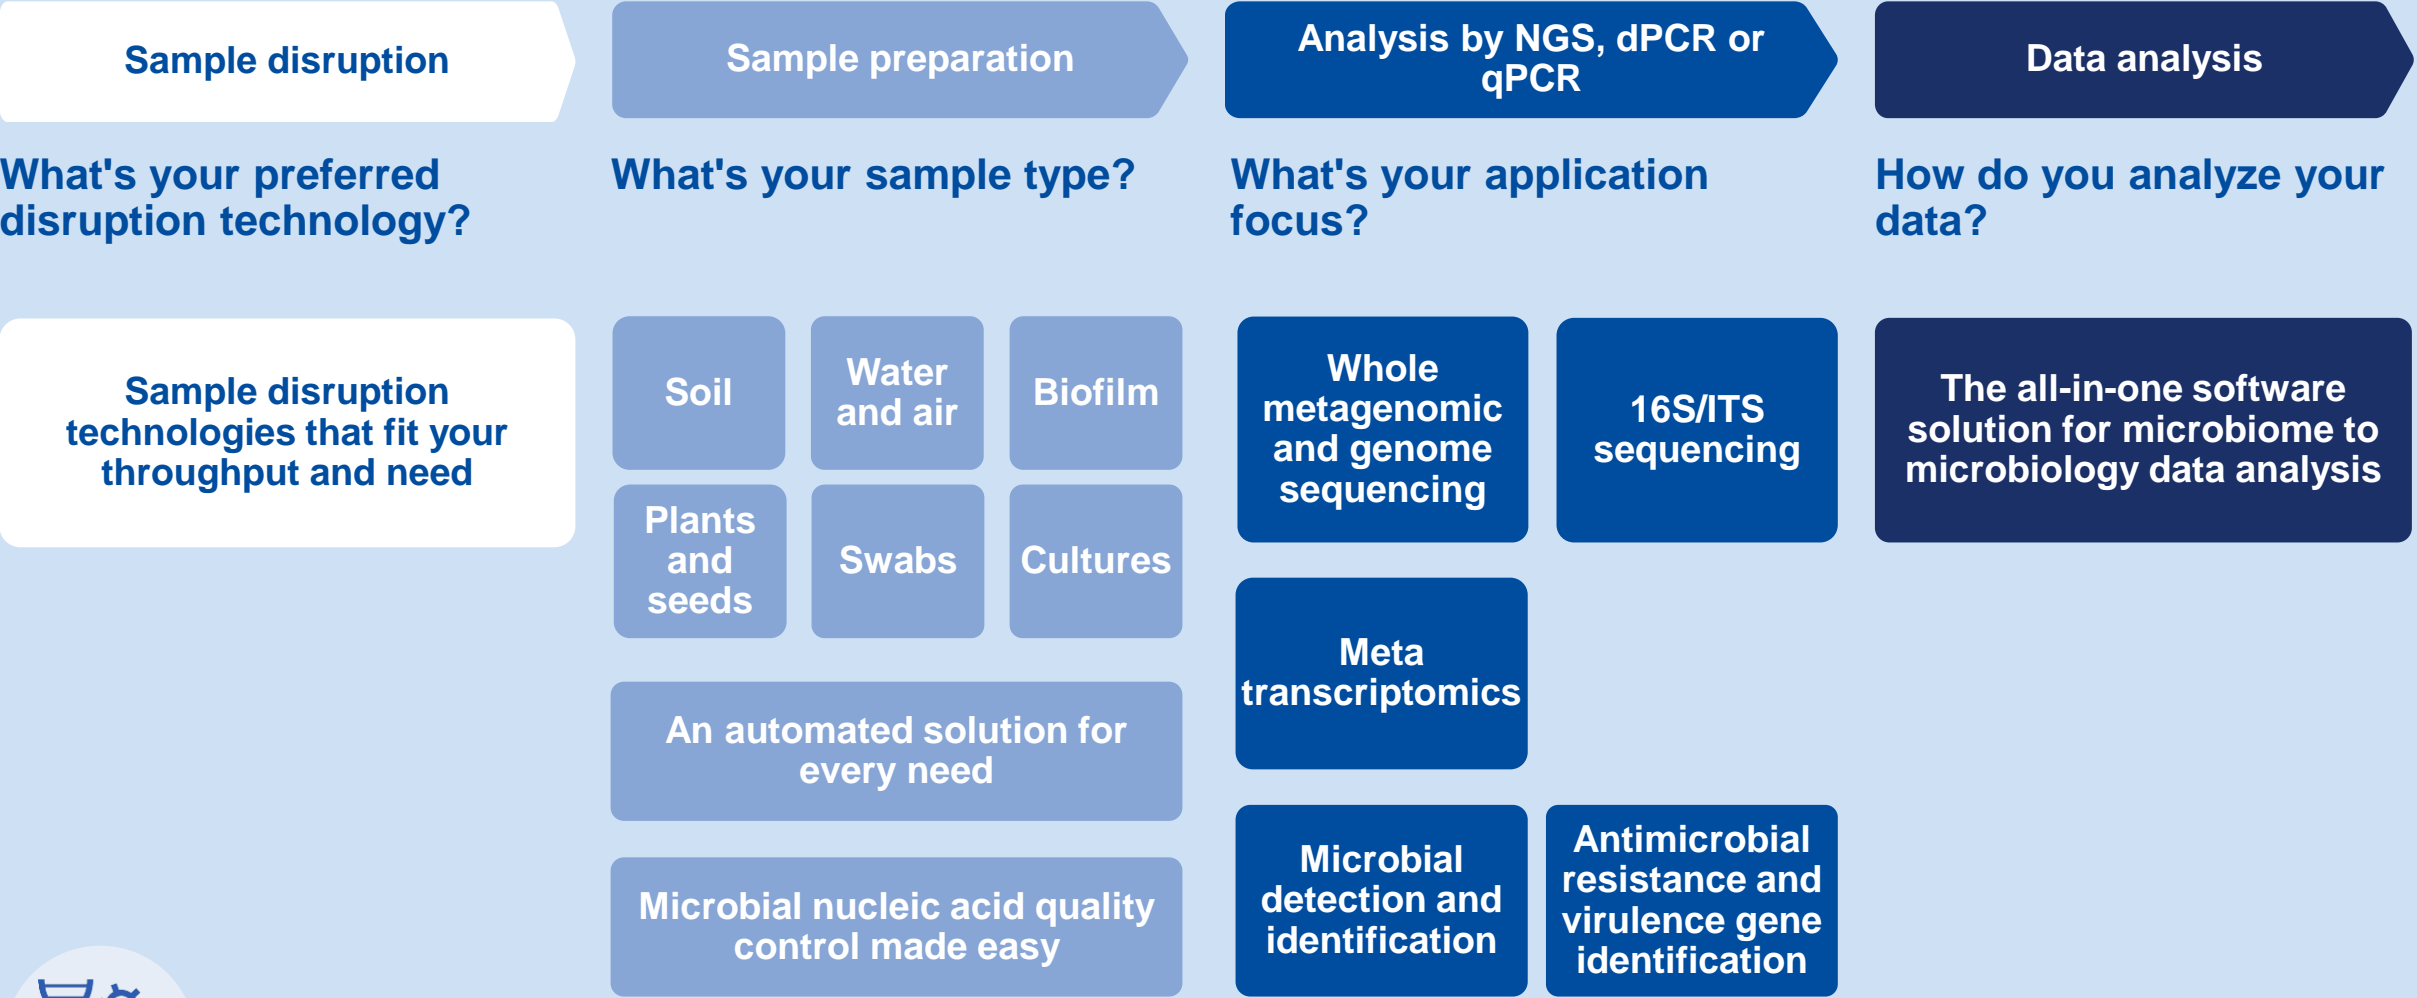 Sample disruption
Sample preparation
Analysis by NGS, dPCR or
qPCR
Data analysis
What's your preferred
disruption technology?
What's your sample type?
What's your application
focus?
How do you analyze your
data?
Sample disruption
technologies that fit your
throughput and need
Soil
Water
and air
Biofilm
Plants
and
seeds
Swabs
Cultures
An automated solution for
every need
Microbial nucleic acid quality
control made easy
Whole
metagenomic
and genome
sequencing
16S/ITS
sequencing
Meta
transcriptomics
Microbial
detection and
identification
Antimicrobial
resistance and
virulence gene
identification
The all-in-one software
solution for microbiome to
microbiology data analysis